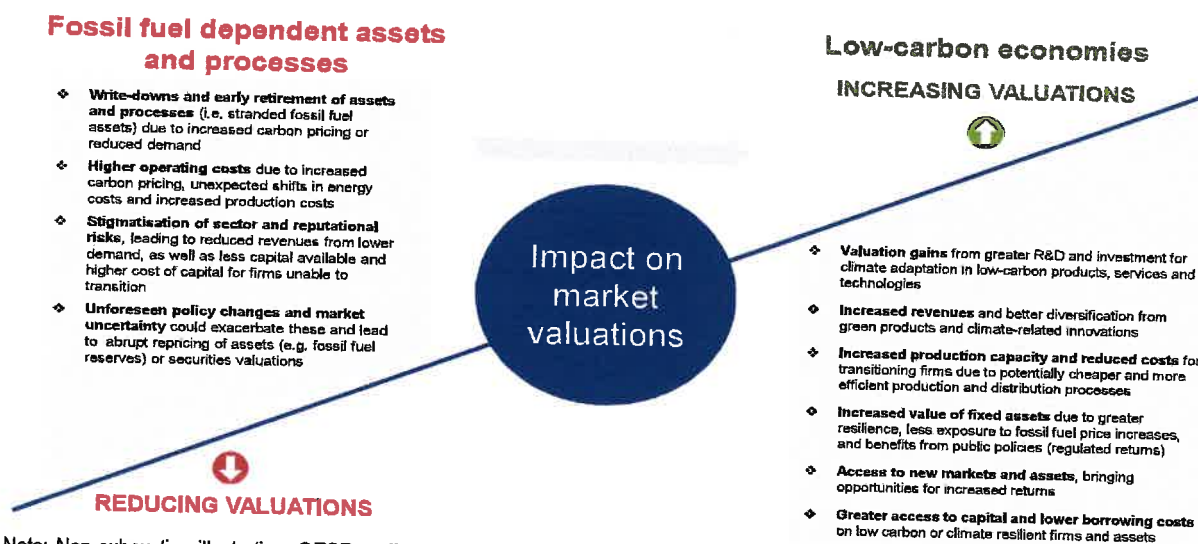 Fossil fuel dependent assets
and processes
❖ Write-downs and early retirement of assets
and processes (i.e. stranded fossil fuel
assets) due to increased carbon pricing or
reduced demand
❖ Higher operating costs due to increased
carbon pricing, unexpected shifts in energy
costs and increased production costs
❖ Stigmatisation of sector and reputational
risks, leading to reduced revenues from lower
demand, as well as less capital available and
higher cost of capital for firms unable to
transition
❖ Unforeseen policy changes and market
uncertainty could exacerbate these and lead
to abrupt repricing of assets (e.g. fossil fuel
reserves) or securities valuations
REDUCING VALUATIONS
Impact on
market
valuations
Low-carbon economies
INCREASING VALUATIONS
❖ Valuation gains from greater R&D and investment for
climate adaptation in low-carbon products, services and
technologies
❖ Increased revenues and better diversification from
green products and climate-related innovations
❖ Increased production capacity and reduced costs for
transitioning firms due to potentially cheaper and more
efficient production and distribution processes
❖ Increased value of fixed assets due to greater
resilience, less exposure to fossil fuel price increases,
and benefits from public policies (regulated returns)
❖ Access to new markets and assets, bringing
opportunities for increased returns
❖ Greater access to capital and lower borrowing costs
on low carbon or climate resilient firms and assets